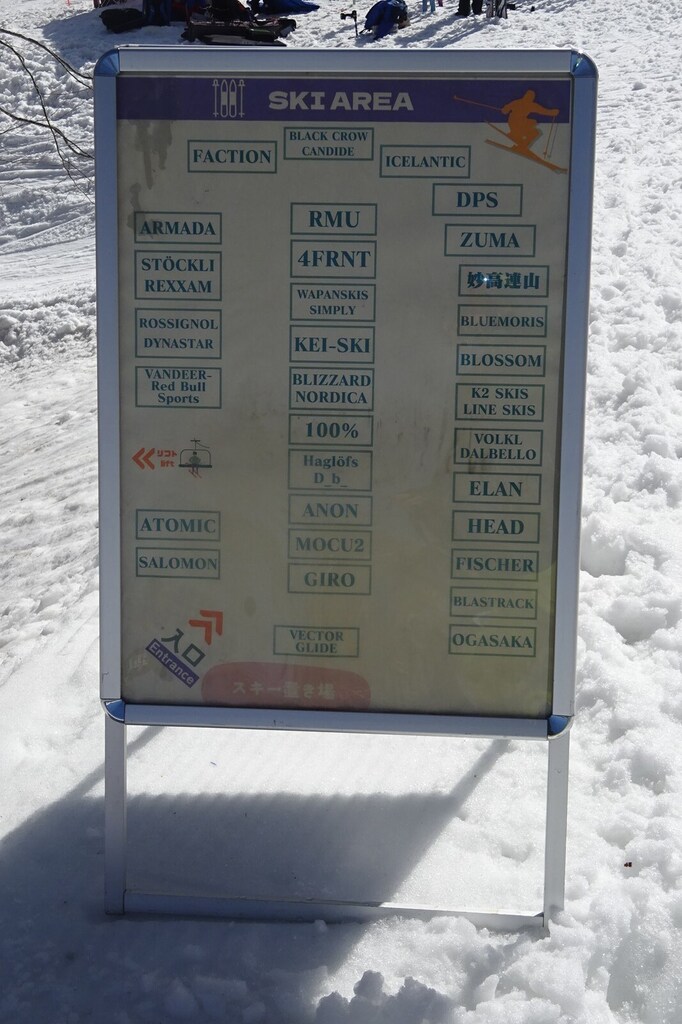 SKI AREA
BLACK CROW
CANDIDE
FACTION
ICELANTIC
ARMADA
STÖCKLI
REXXAM
ROSSIGNOL
DYNASTAR
VANDEER-
Red Bull
Sports
リフト
ATOMIC
SALOMON
入口
Entrance
RMU
4FRNT
WAPANSKIS
SIMPLY
KEI-SKI
BLIZZARD
NORDICA
100%
Haglöfs
D_b_
ANON
MOCU2
GIRO
VECTOR
GLIDE
スキー置き場
DPS
ZUMA
妙高連山
BLUEMORIS
BLOSSOM
K2 SKIS
LINE SKIS
VOLKL
DALBELLO
ELAN
HEAD
FISCHER
BLASTRACK
OGASAKA